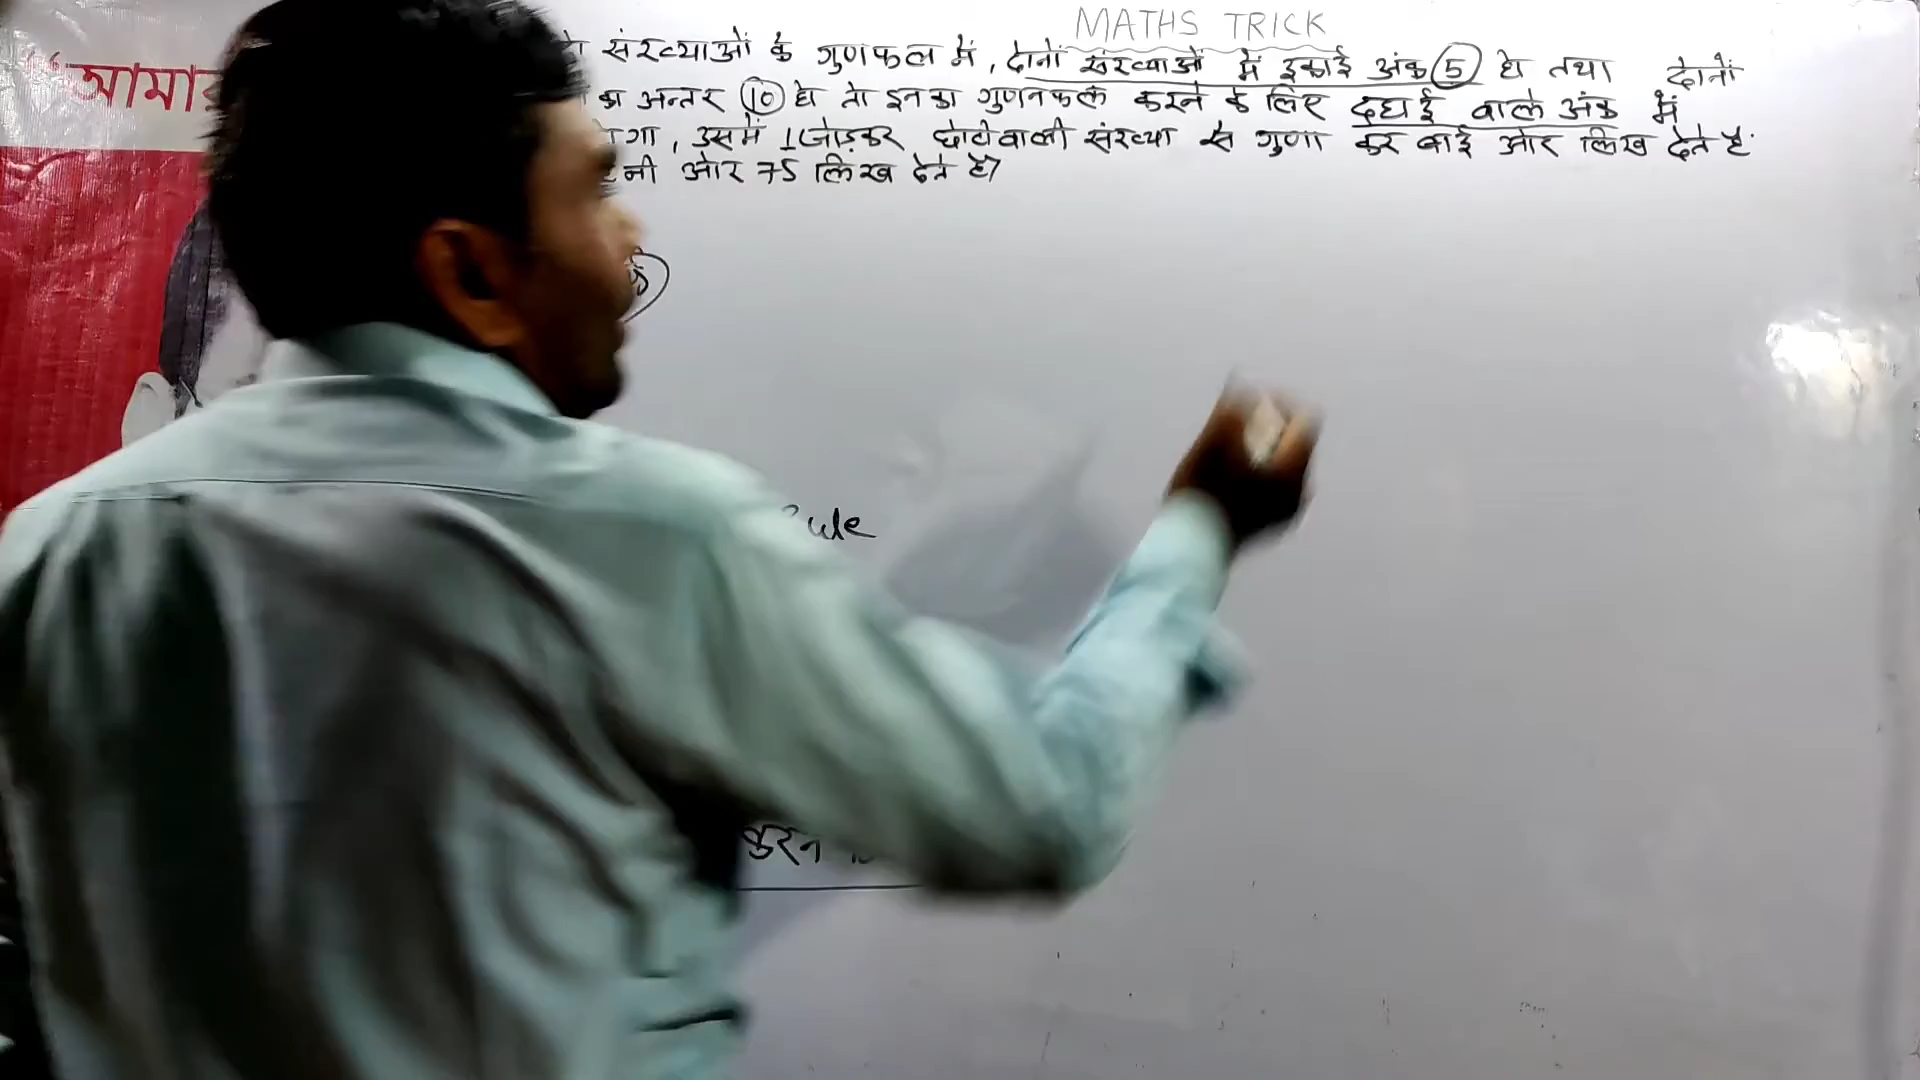 MATHS TRICK
संख्याओं के गुणफल में, दोनों संख्याओं में इकाई अंक 5 हो तथा दोनों
"আমার
का अन्तर 10 हो तो इनका गुणनफल करने के लिए दहाई वाले अंक में
उसमें 1 जोड़कर छोटीवाली संख्या से गुणा कर बाई ओर लिख देते हैं
ओर 75 लिख देते है
Rule